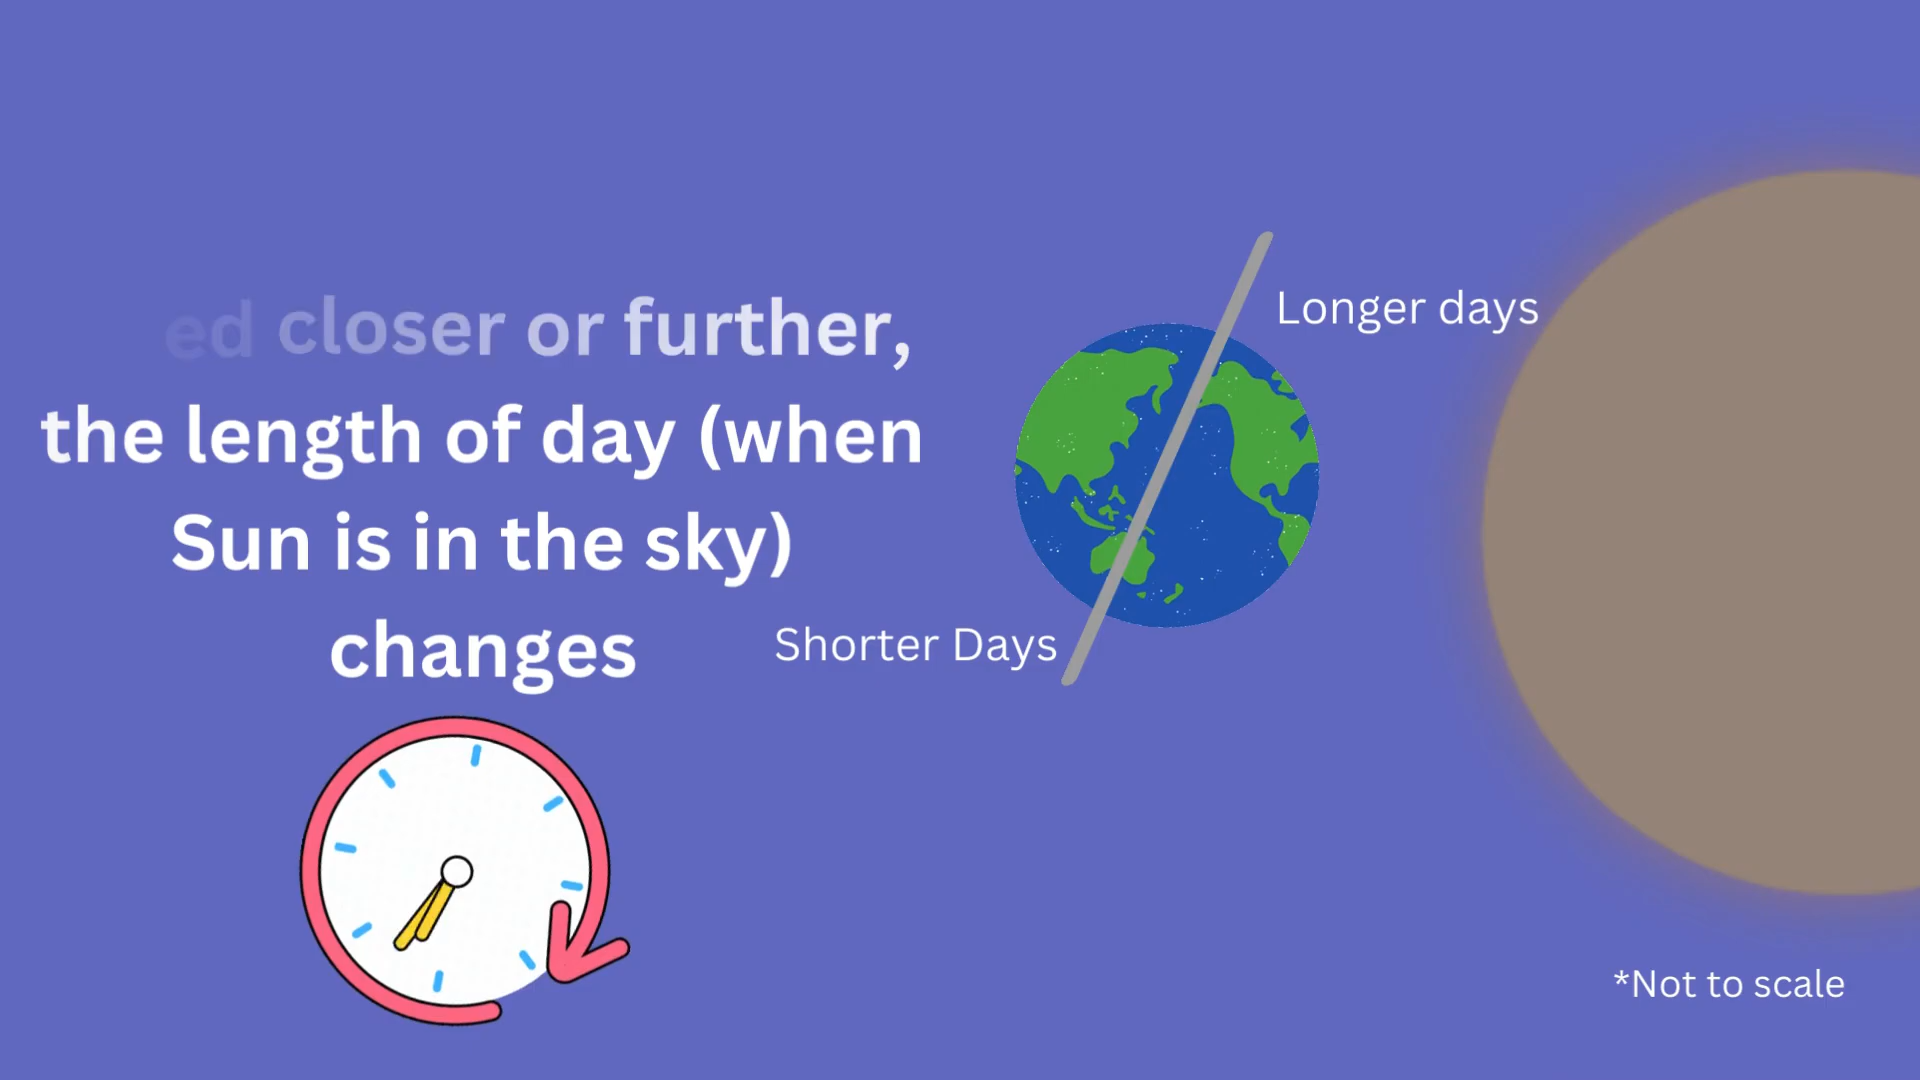 ed closer or further,
the length of day (when
Sun is in the sky)
changes
Longer days
Shorter Days
*Not to scale